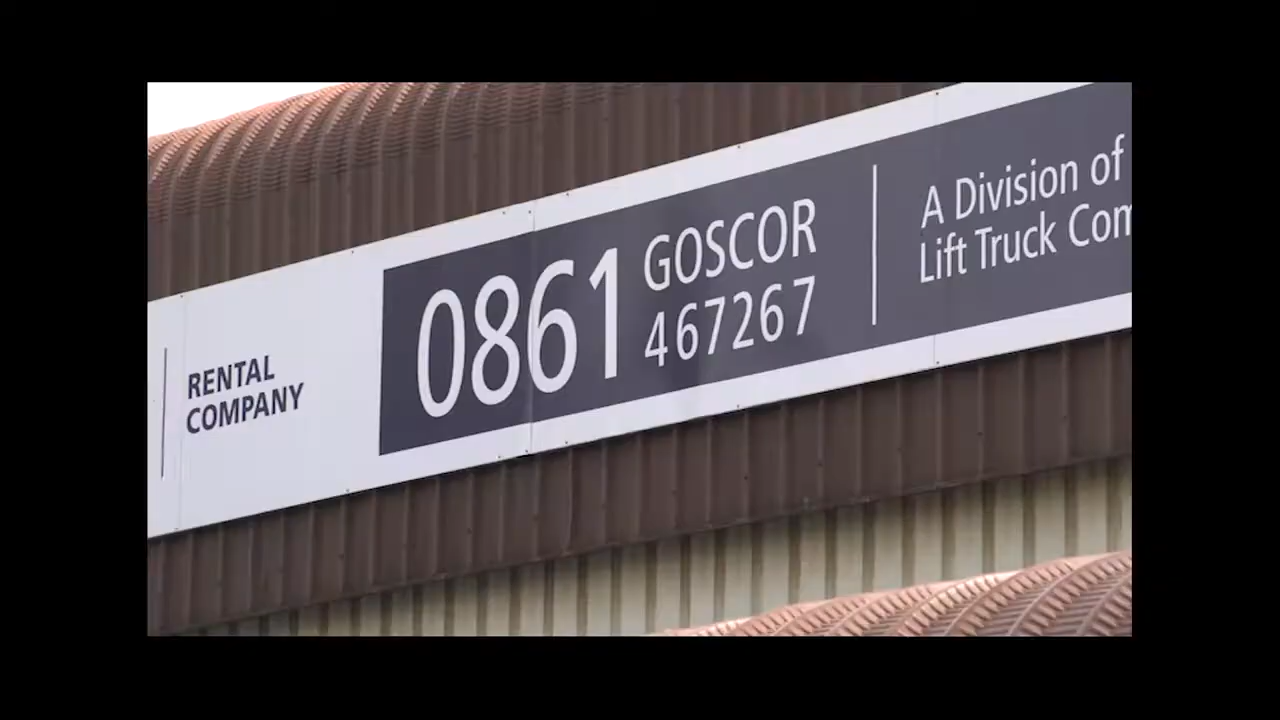 RENTAL
COMPANY
0861
GOSCOR
467267
A Division of
Lift Truck